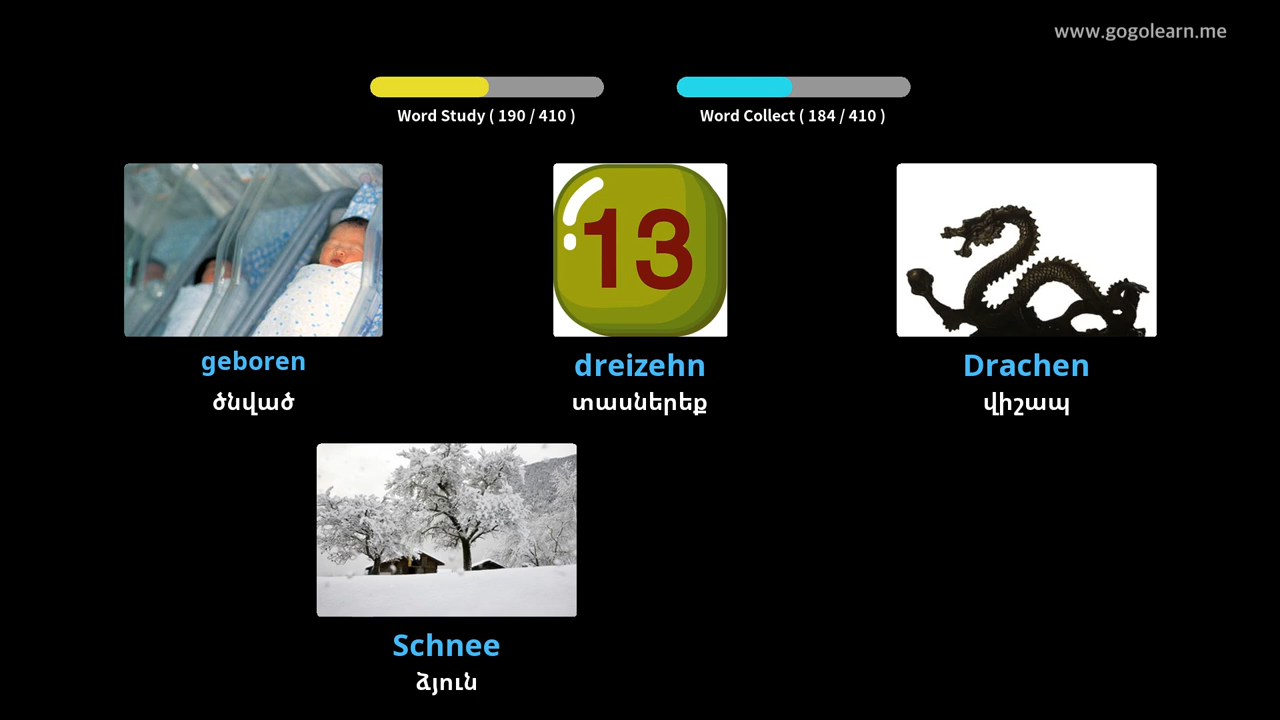 www.gogolearn.me
Word Study ( 190 / 410 )
Word Collect ( 184 / 410 )
13
geboren
dreizehn
Drachen
ծնված
տասներեք
վիշապ
Schnee
ձյուն